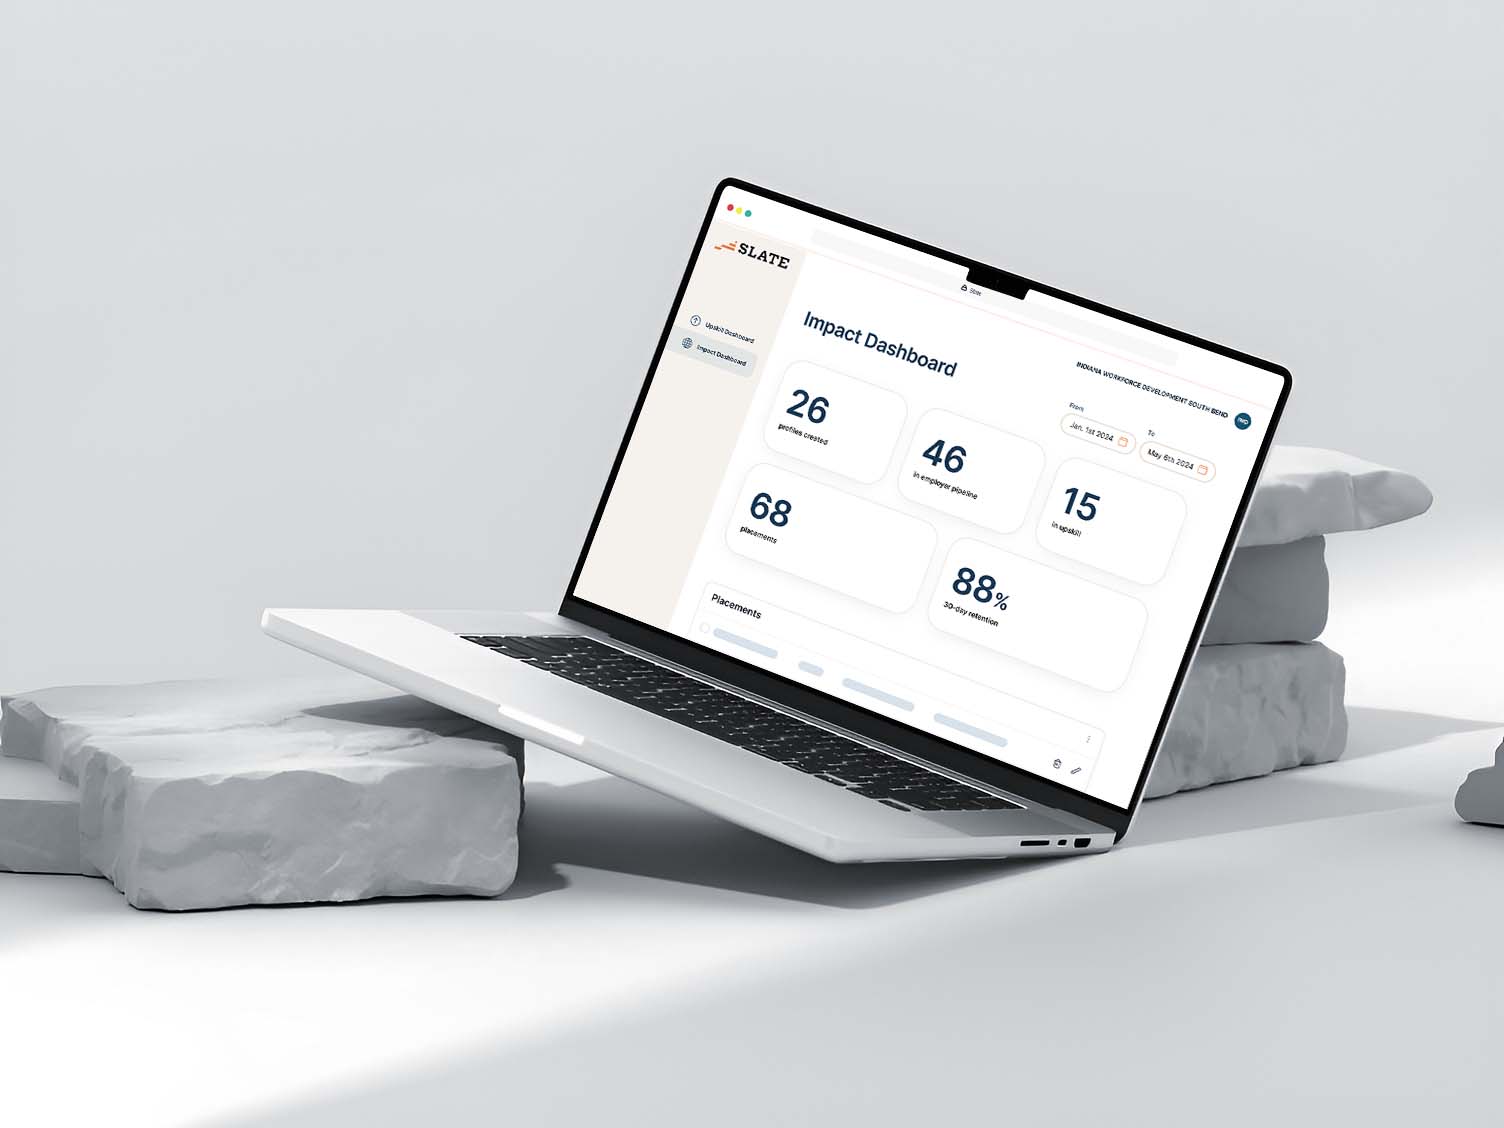 SLATE
Slate
Upskill Dashboard
Impact Dashboard
Impact Dashboard
INDIANA WORKFORCE DEVELOPMENT SOUTH BEND
IWD
From
Jan. 1st 2024
To
May 6th 2024
26
profiles created
46
in employer pipeline
15
in upskill
68
placements
88%
30-day retention
Placements